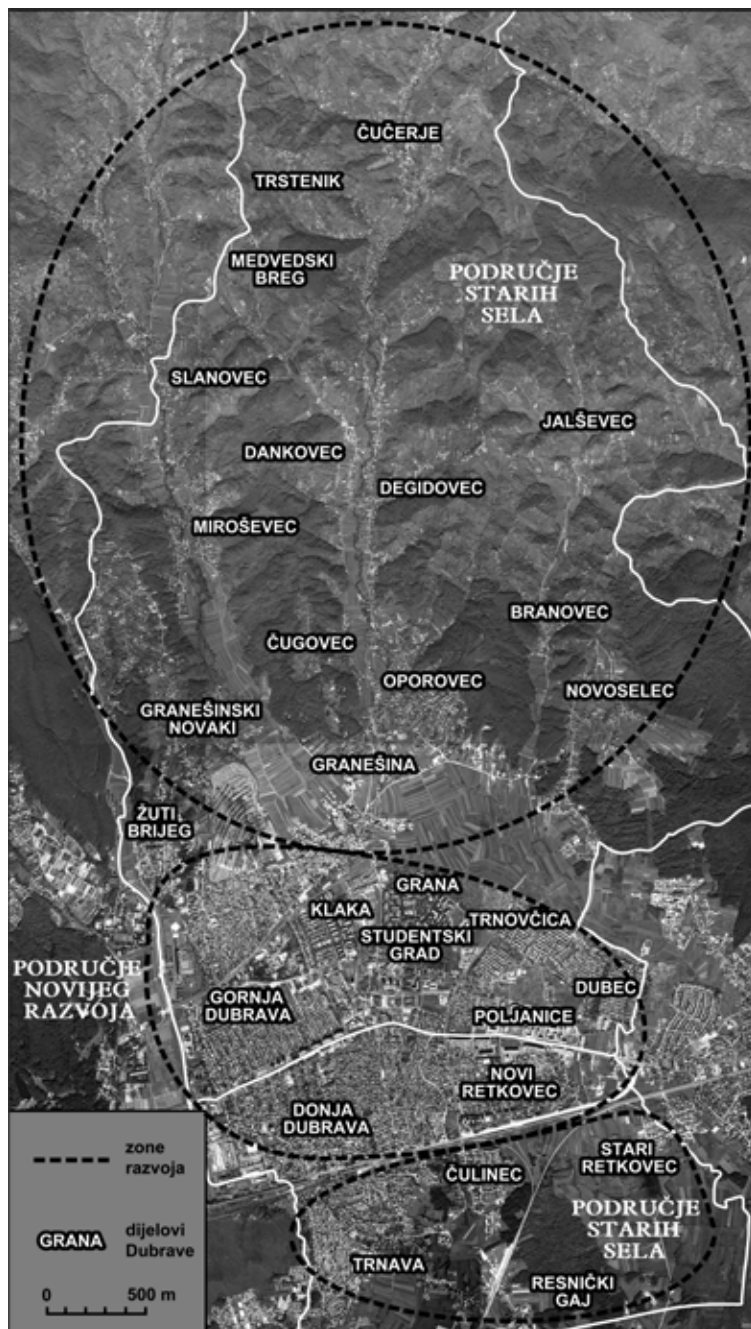 ČUČERJE
TRSTENIK
MEDVEDSKI
BREG
PODRUČJE
STARIH
SELA
SLANOVEC
JALŠEVEC
DANKOVEC
DEGIDOVEC
MIROŠEVEC
BRANOVEC
ČUGOVEC
OPOROVEC
NOVOSELEC
GRANEŠINSKI
NOVAKI
GRANEŠINA
ŽUTI
BRIJEG
GRANA
KLAKA
TRNOVČICA
STUDENTSKI
GRAD
PODRUČJE
NOVIJEG
RAZVOJA
DUBEC
GORNJA
DUBRAVA
POLJANICE
NOVI
RETKOVEC
DONJA
DUBRAVA
STARI
RETKOVEC
ČULINEC
PODRUČJE
STARIH
SELA
TRNAVA
RESNIČKI
GAJ
zone
razvoja
GRANA
dijelovi
Dubrave
0 500 m